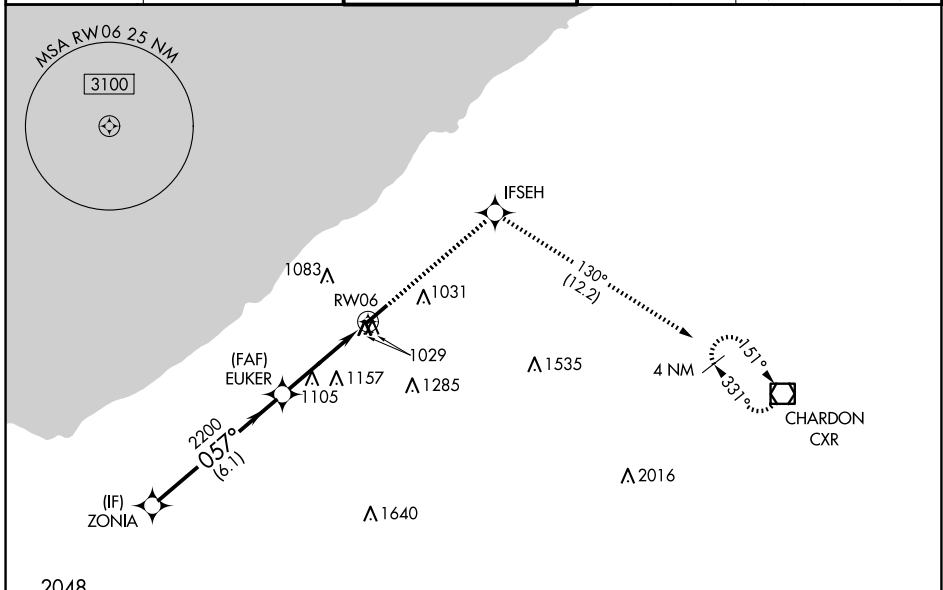 MSA RW06 25 NM
3100
IFSEH
1083
RW06
1031
130°
(12.2)
1029
(FAF)
EUKER
1105
1157
1285
1535
4 NM
151°
331°
CHARDON
CXR
2200
057°
(6.1)
2016
(IF)
ZONIA
1640
2048